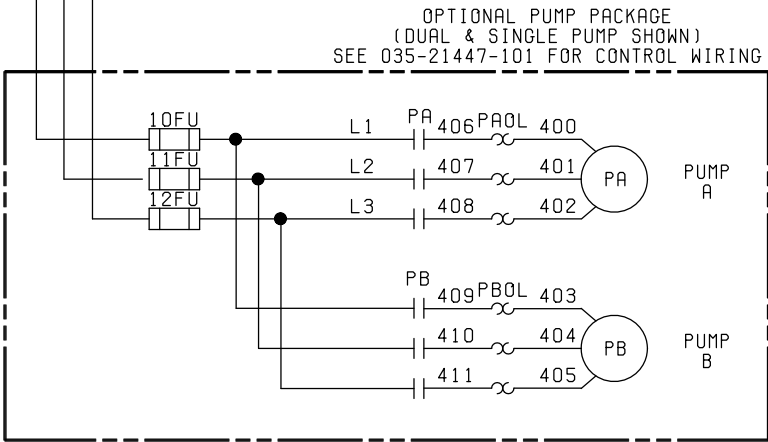 OPTIONAL PUMP PACKAGE
(DUAL & SINGLE PUMP SHOWN)
SEE 035-21447-101 FOR CONTROL WIRING
10FU L1 PA 406 PAOL 400
11FU L2 407 401 PA PUMP
A
12FU L3 408 402
PB 409 PBOL 403
410 404 PB PUMP
B
411 405